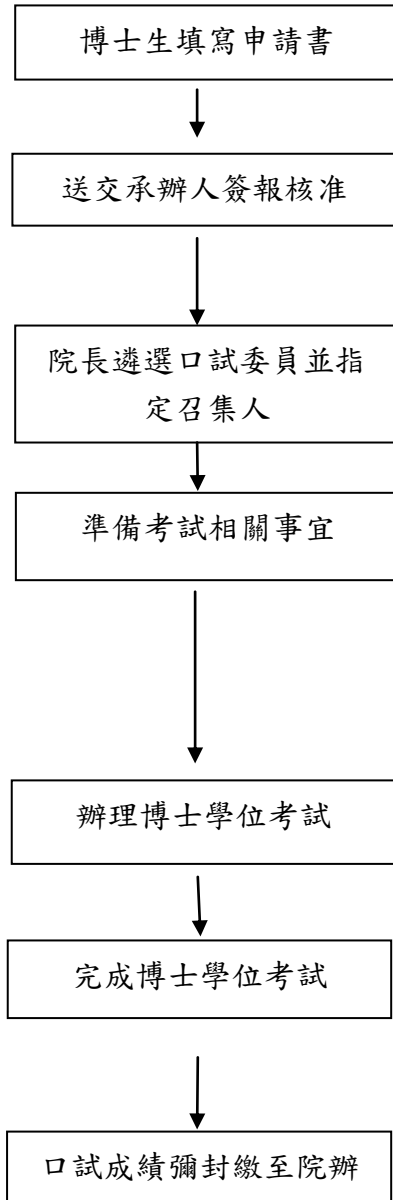 博士生填寫申請書
送交承辦人簽報核准
院長遴選口試委員並指
定召集人
準備考試相關事宜
辦理博士學位考試
完成博士學位考試
口試成績彌封繳至院辦